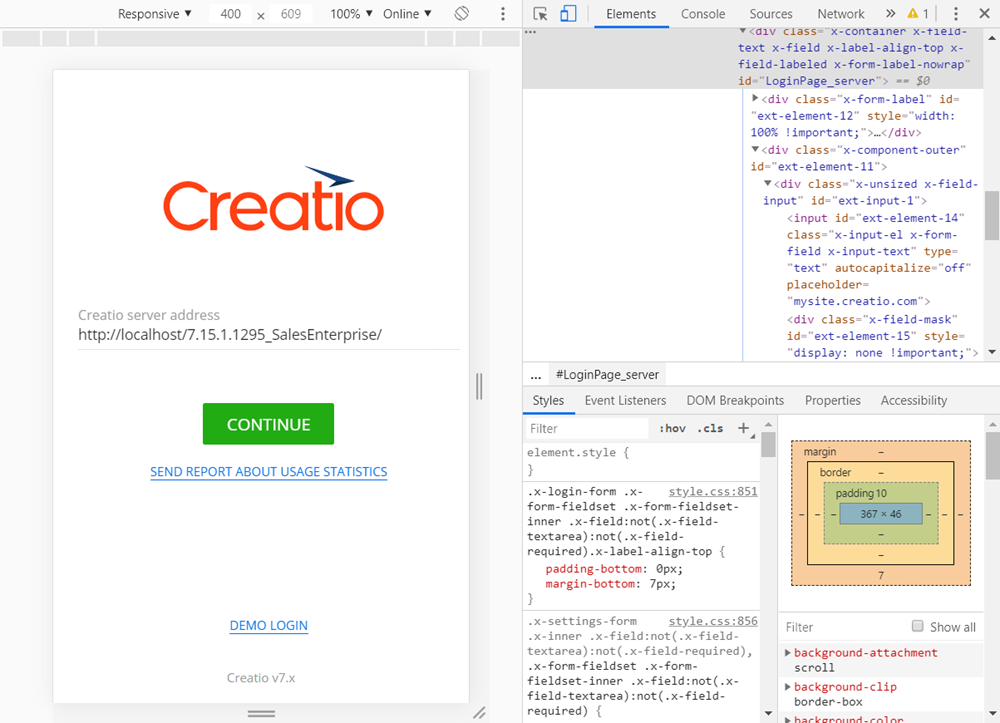 Responsive ▼ 400 x 609 100% ▼ Online ▼
Elements Console Sources Network » 1
Creatio
Creatio server address
http://localhost/7.15.1.1295_SalesEnterprise/
CONTINUE
SEND REPORT ABOUT USAGE STATISTICS
DEMO LOGIN
Creatio v7.x
...
▼<div class="x-container x-field-
text x-field x-label-align-top x-
field-labeled x-form-label-nowrap"
id="LoginPage_server"> == $0
▶<div class="x-form-label" id=
"ext-element-12" style="width:
100% !important;">…</div>
▼<div class="x-component-outer"
id="ext-element-11">
▼<div class="x-unsized x-field-
input" id="ext-input-1">
<input id="ext-element-14"
class="x-input-el x-form-
field x-input-text" type=
"text" autocapitalize="off"
placeholder=
"mysite.creatio.com">
<div class="x-field-mask"
id="ext-element-15" style=
"display: none !important;">
... #LoginPage_server
Styles Event Listeners DOM Breakpoints Properties Accessibility
Filter :hov .cls +
element.style {
}
.x-login-form .x- style.css:851
form-fieldset .x-form-fieldset-
inner .x-field:not(.x-field-
textarea):not(.x-field-
required).x-label-align-top {
padding-bottom: 0px;
margin-bottom: 7px;
}
.x-settings-form style.css:856
.x-inner .x-field:not(.x-field-
textarea):not(.x-field-required),
.x-form-fieldset .x-form-
fieldset-inner .x-field:not(.x-
field-textarea):not(.x-field-
required) {
margin –
border –
padding 10
– – – 367 × 46 – – –
–
–
7
Filter Show all
▶background-attachment
scroll
▶background-clip
border-box
▶background-color